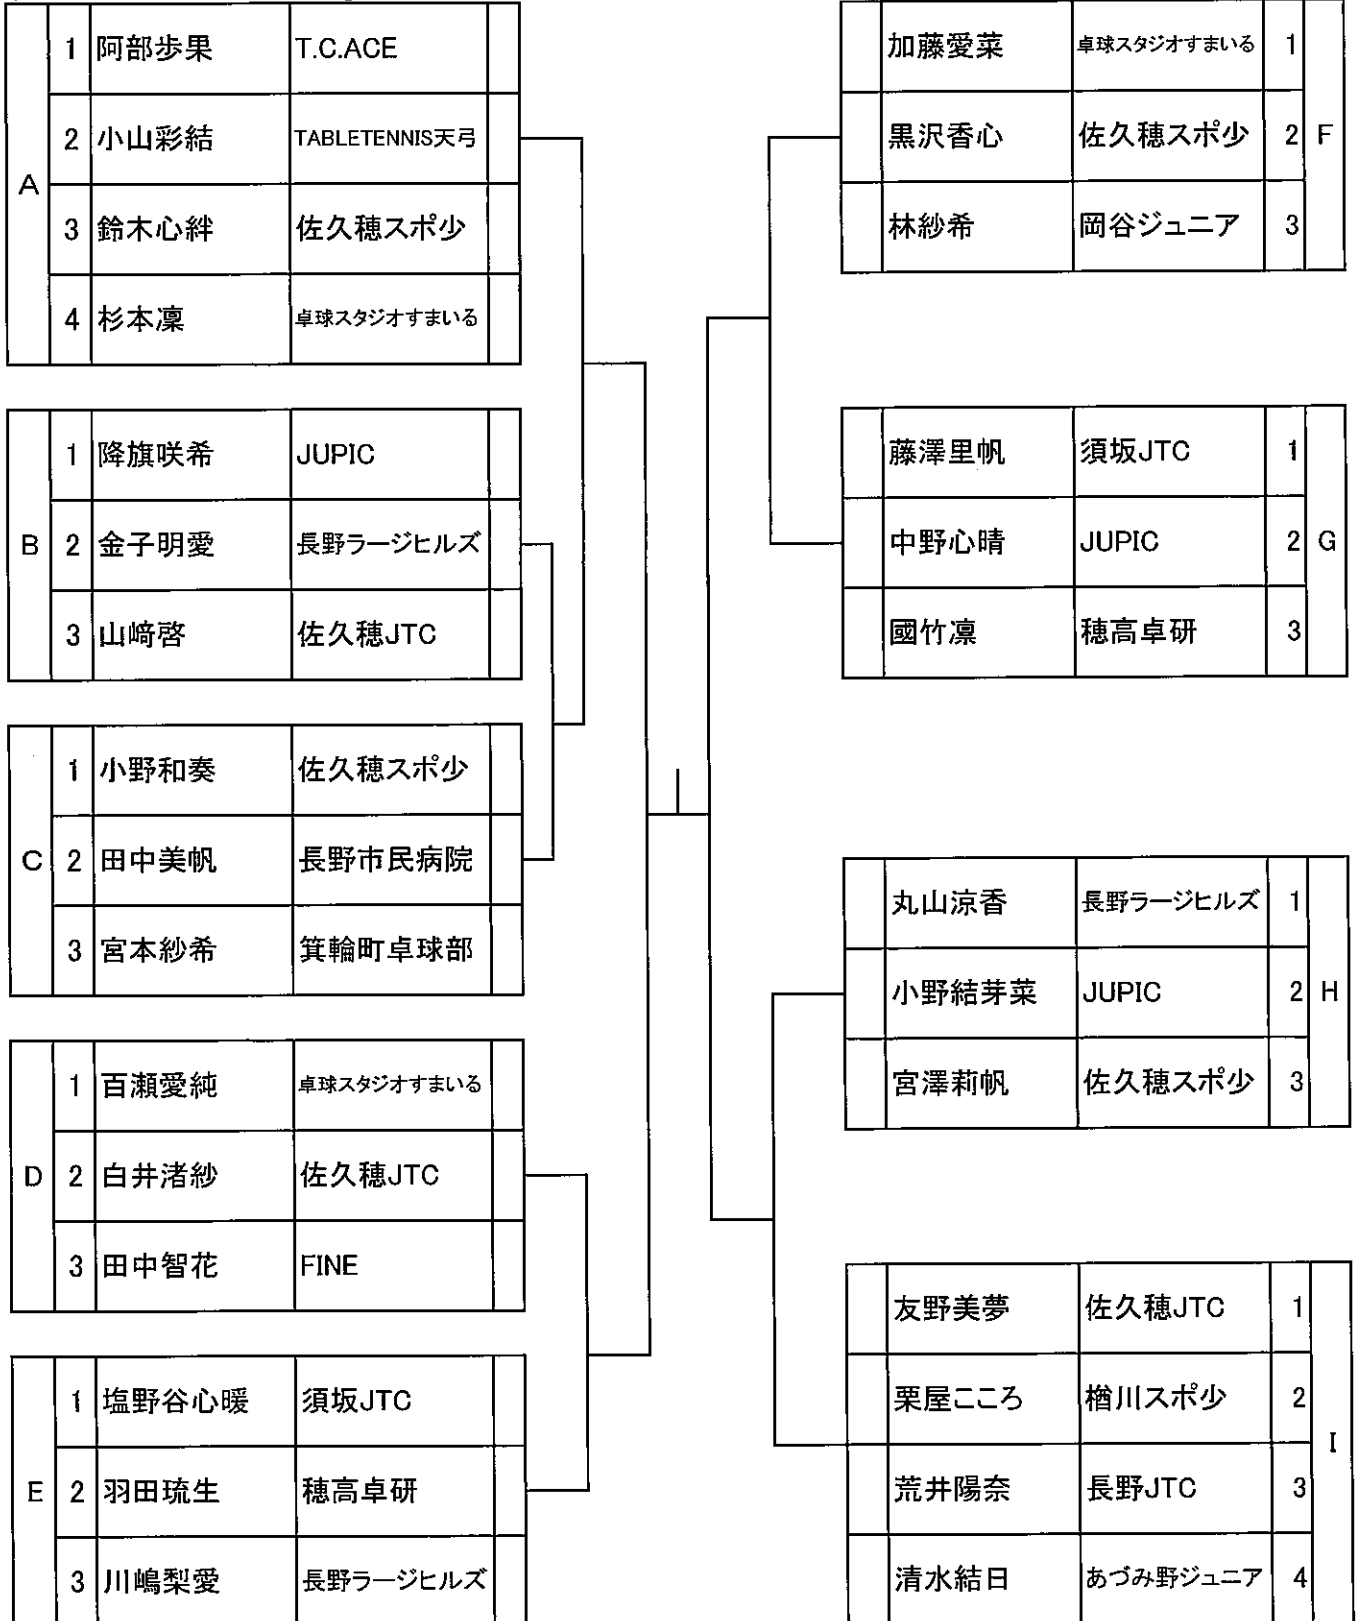 A
1 阿部歩果 T.C.ACE
2 小山彩結 TABLETENNIS天弓
3 鈴木心絆 佐久穂スポ少
4 杉本凜 卓球スタジオすまいる
B
1 降旗咲希 JUPIC
2 金子明愛 長野ラージヒルズ
3 山﨑啓 佐久穂JTC
C
1 小野和奏 佐久穂スポ少
2 田中美帆 長野市民病院
3 宮本紗希 箕輪町卓球部
D
1 百瀬愛純 卓球スタジオすまいる
2 白井渚紗 佐久穂JTC
3 田中智花 FINE
E
1 塩野谷心暖 須坂JTC
2 羽田琉生 穂高卓研
3 川嶋梨愛 長野ラージヒルズ
加藤愛菜 卓球スタジオすまいる 1
黒沢香心 佐久穂スポ少 2
林紗希 岡谷ジュニア 3
F
藤澤里帆 須坂JTC 1
中野心晴 JUPIC 2
國竹凛 穂高卓研 3
G
丸山涼香 長野ラージヒルズ 1
小野結芽菜 JUPIC 2
宮澤莉帆 佐久穂スポ少 3
H
友野美夢 佐久穂JTC 1
栗屋こころ 楢川スポ少 2
荒井陽奈 長野JTC 3
清水結日 あづみ野ジュニア 4
I